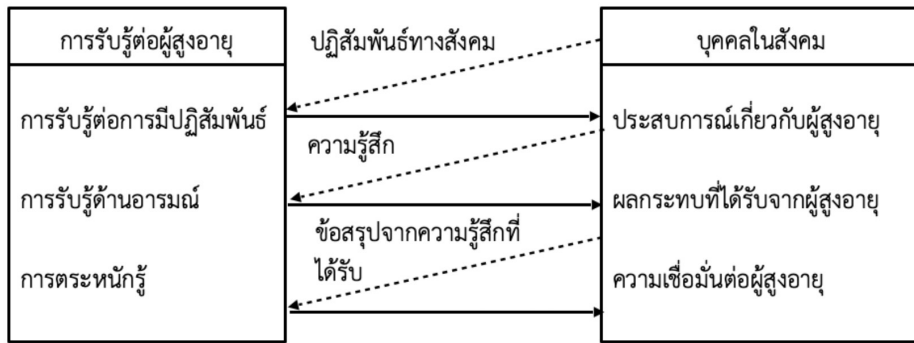 การรับรู้ต่อผู้สูงอายุ
การรับรู้ต่อการมีปฏิสัมพันธ์
การรับรู้ด้านอารมณ์
การตระหนักรู้
ปฏิสัมพันธ์ทางสังคม
ความรู้สึก
ข้อสรุปจากความรู้สึกที่
ได้รับ
บุคคลในสังคม
ประสบการณ์เกี่ยวกับผู้สูงอายุ
ผลกระทบที่ได้รับจากผู้สูงอายุ
ความเชื่อมั่นต่อผู้สูงอายุ